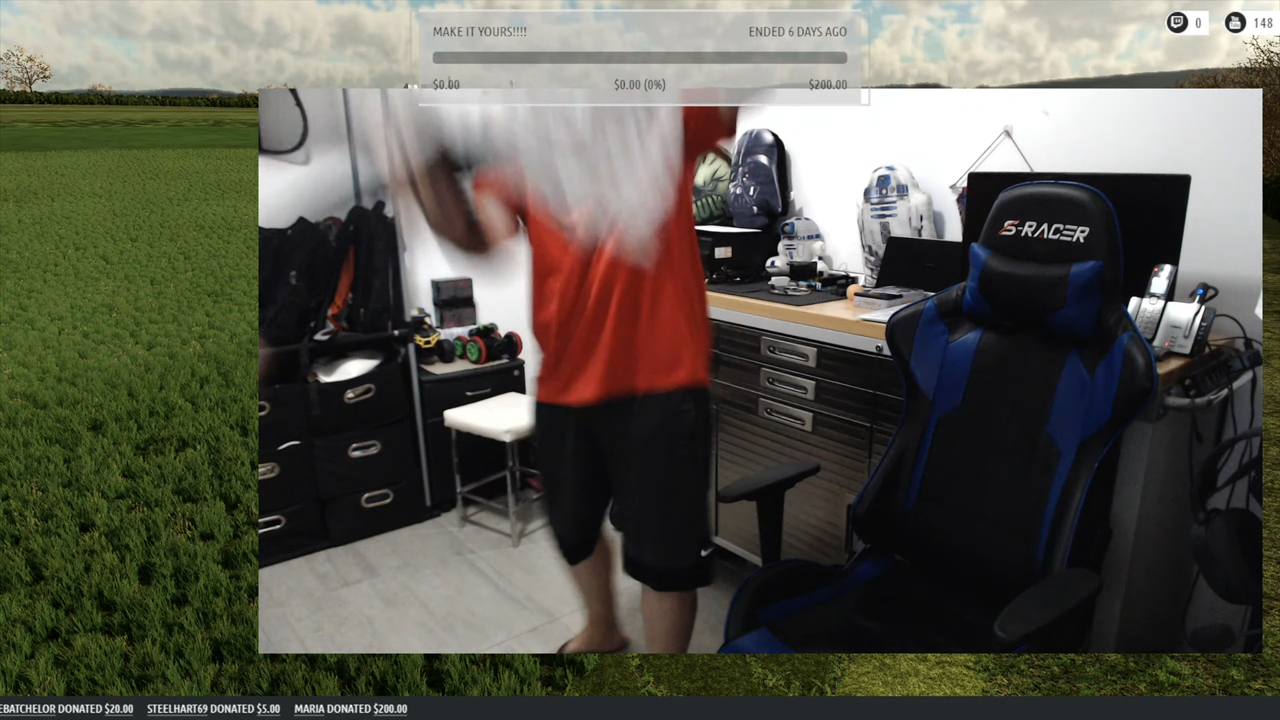 MAKE IT YOURS!!!! ENDED 6 DAYS AGO
0 148
$0.00 $0.00 (0%) $200.00
S-RACER
EBATCHELOR DONATED $20.00 STEELHART69 DONATED $5.00 MARIA DONATED $200.00